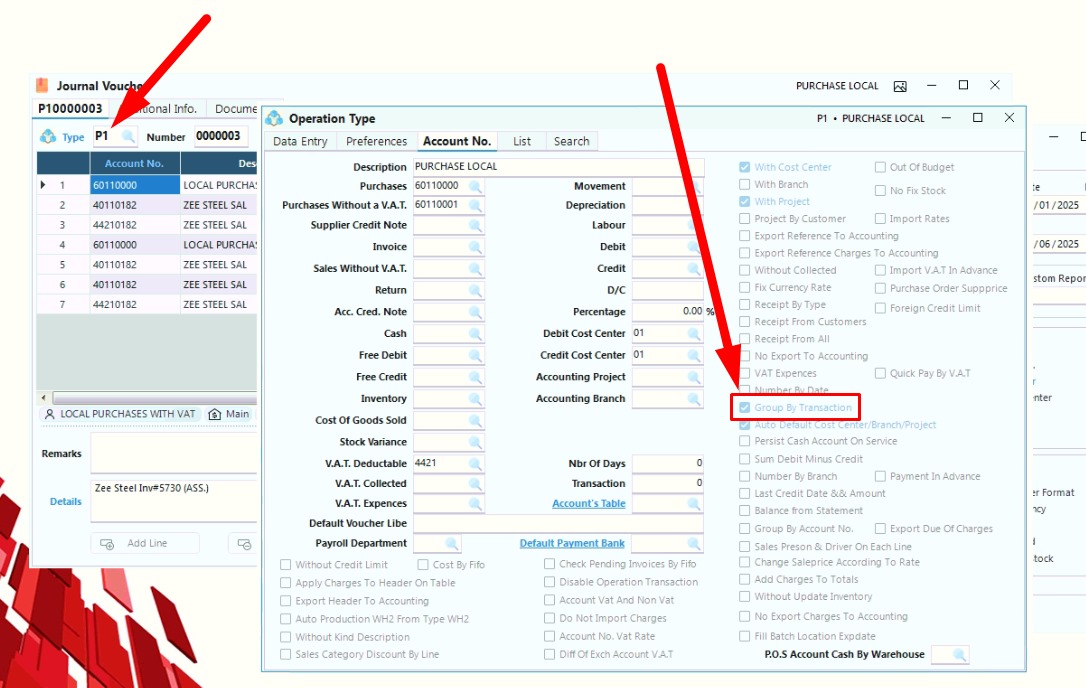 Journal Vouche
PURCHASE LOCAL
P10000003
itional Info.
Docume
Type P1 Number 0000003
Account No. Des
1 60110000 LOCAL PURCHAS
2 40110182 ZEE STEEL SAL
3 44210182 ZEE STEEL SAL
4 60110000 LOCAL PURCHAS
5 40110182 ZEE STEEL SAL
6 40110182 ZEE STEEL SAL
7 44210182 ZEE STEEL SAL
LOCAL PURCHASES WITH VAT Main
Remarks
Details Zee Steel Inv#5730 (ASS.)
Add Line
Operation Type
P1 • PURCHASE LOCAL
Data Entry Preferences Account No. List Search
Description PURCHASE LOCAL
Purchases 60110000 Movement
Purchases Without a V.A.T. 60110001 Depreciation
Supplier Credit Note Labour
Invoice Debit
Sales Without V.A.T. Credit
Return D/C
Acc. Cred. Note Percentage 0.00 %
Cash Debit Cost Center 01
Free Debit Credit Cost Center 01
Free Credit Accounting Project
Inventory Accounting Branch
Cost Of Goods Sold
Stock Variance
V.A.T. Deductable 4421 Nbr Of Days 0
V.A.T. Collected Transaction 0
V.A.T. Expences Account's Table
Default Voucher Libe
Payroll Department Default Payment Bank
Without Credit Limit Cost By Fifo Check Pending Invoices By Fifo
Apply Charges To Header On Table Disable Operation Transaction
Export Header To Accounting Account Vat And Non Vat
Auto Production WH2 From Type WH2 Do Not Import Charges
Without Kind Description Account No. Vat Rate
Sales Category Discount By Line Diff Of Exch Account V.A.T
With Cost Center Out Of Budget
With Branch
No Fix Stock
With Project
Project By Customer Import Rates
Export Reference To Accounting
Export Reference Charges To Accounting
Without Collected Import V.A.T In Advance
Fix Currency Rate Purchase Order Suppprice
Receipt By Type Foreign Credit Limit
Receipt From Customers
Receipt From All
No Export To Accounting
VAT Expences Quick Pay By V.A.T
Number By Date
Group By Transaction
Auto Default Cost Center/Branch/Project
Persist Cash Account On Service
Sum Debit Minus Credit
Number By Branch Payment In Advance
Last Credit Date && Amount
Balance from Statement
Group By Account No. Export Due Of Charges
Sales Preson & Driver On Each Line
Change Saleprice According To Rate
Add Charges To Totals
Without Update Inventory
No Export Charges To Accounting
Fill Batch Location Expdate
P.O.S Account Cash By Warehouse
te
/01/2025
/06/2025
stom Repor
r
enter
er Format
ncy
d
tock